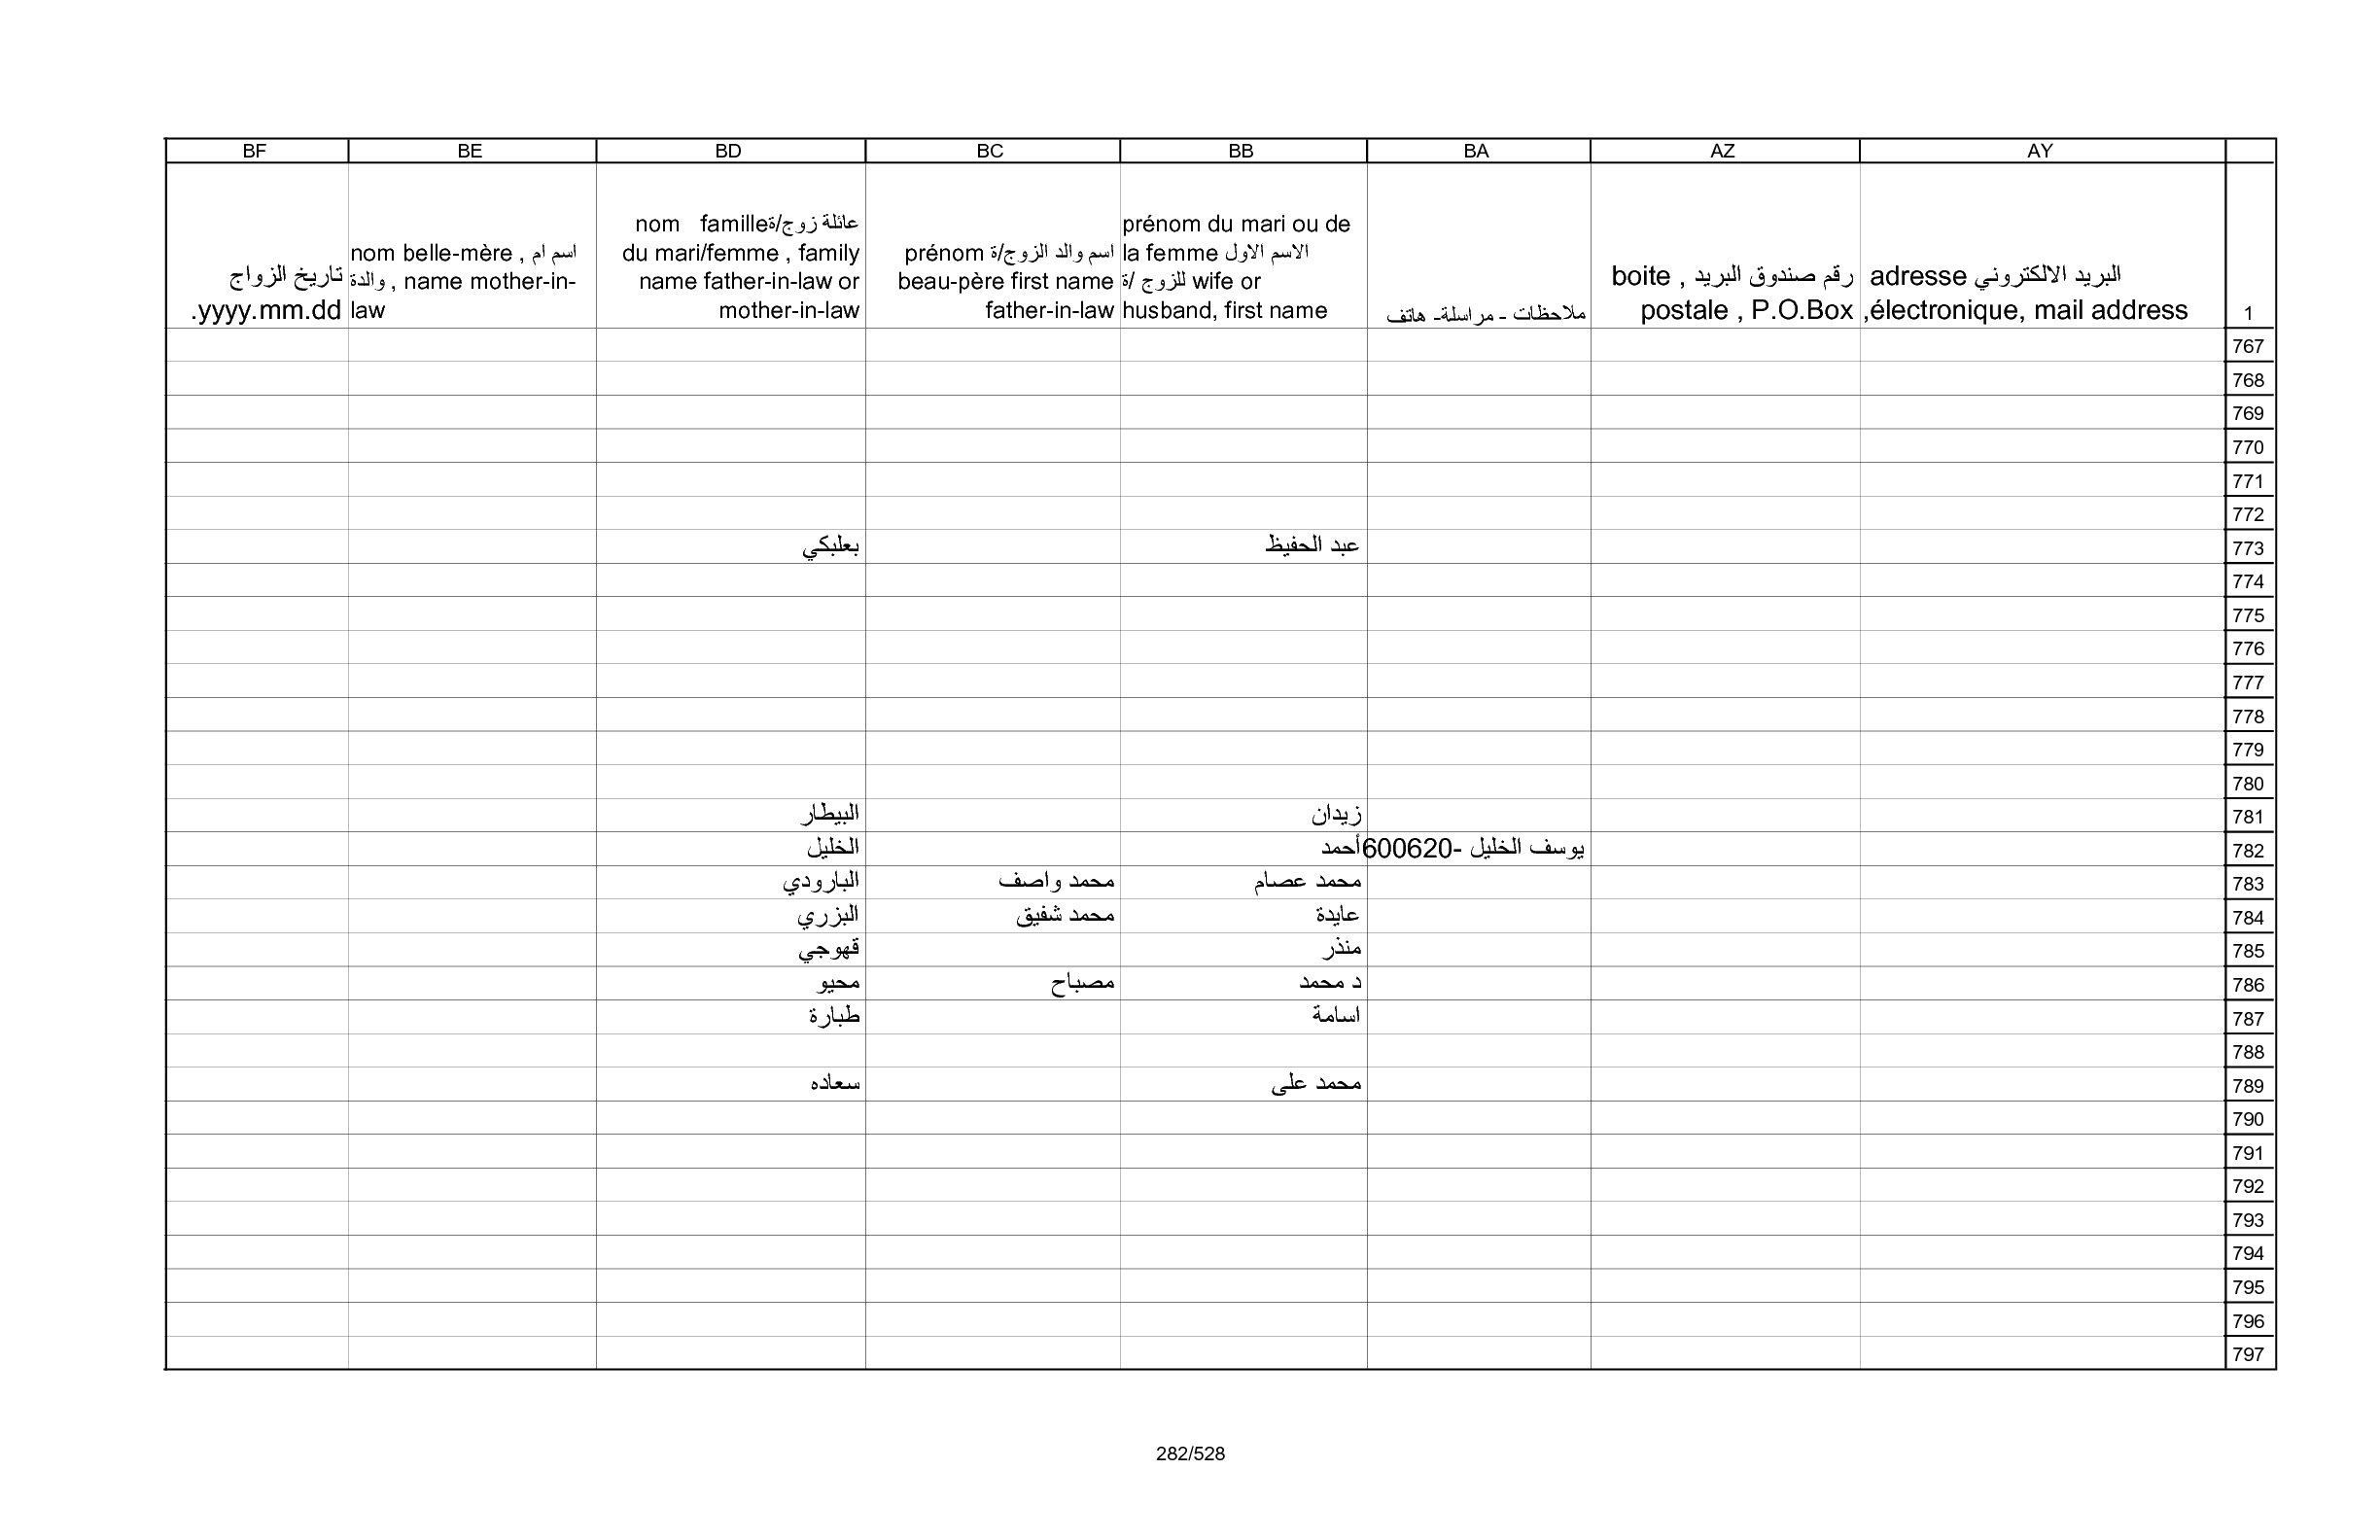 BF BE BD BC BB BA AZ AY
البريد الالكتروني adresse
électronique, mail address,
رقم صندوق البريد , boite
postale , P.O.Box
ملاحظات - مراسلة- هاتف
prénom du mari ou de
la femme الاسم الاول
للزوج /ة wife or
husband, first name
اسم والد الزوج/ة prénom
beau-père first name
father-in-law
عائلة زوج/ة nom famille
du mari/femme , family
name father-in-law or
mother-in-law
nom belle-mère , اسم ام
والدة , name mother-in-
law
تاريخ الزواج
yyyy.mm.dd.
1
767
768
769
770
771
772
773 عبد الحفيظ بعلبكي
774
775
776
777
778
779
780
781 زيدان البيطار
782 يوسف الخليل -600620 أحمد الخليل
783 محمد عصام محمد واصف البارودي
784 عايدة محمد شفيق البزري
785 منذر قهوجي
786 د محمد مصباح محيو
787 اسامة طبارة
788
789 محمد على سعاده
790
791
792
793
794
795
796
797
282/528